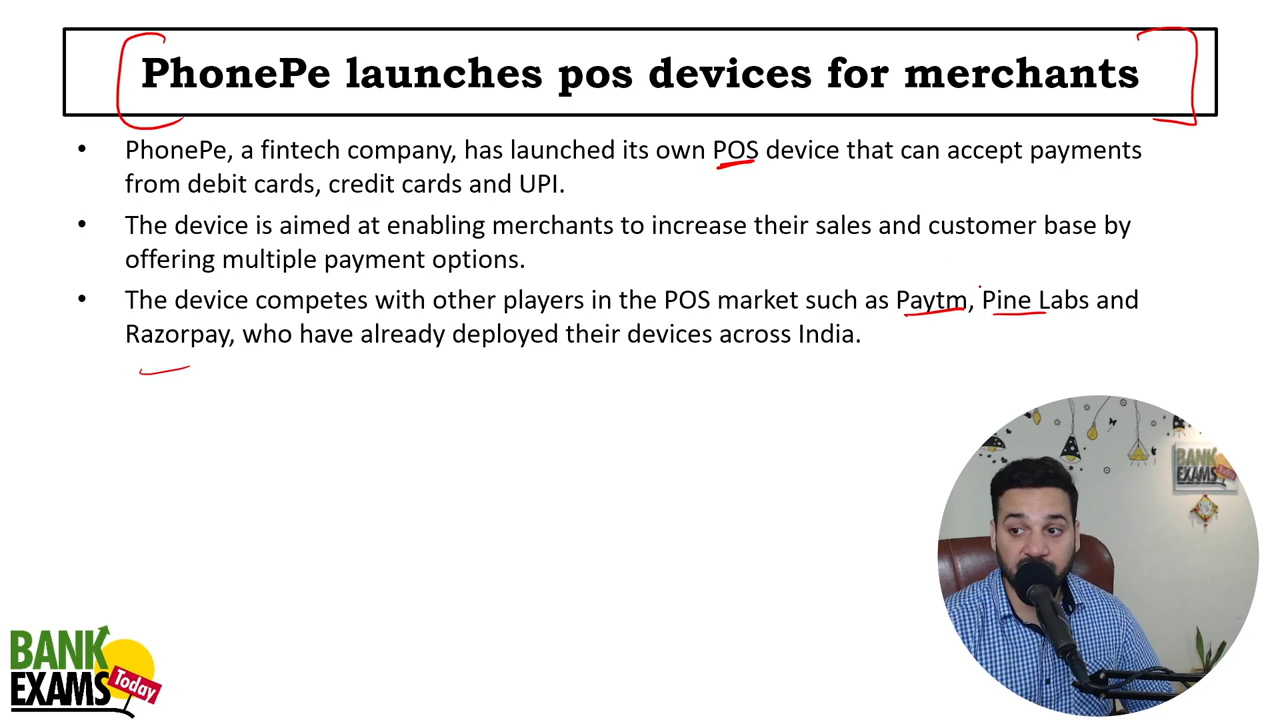 PhonePe launches pos devices for merchants
• PhonePe, a fintech company, has launched its own POS device that can accept payments
from debit cards, credit cards and UPI.
• The device is aimed at enabling merchants to increase their sales and customer base by
offering multiple payment options.
• The device competes with other players in the POS market such as Paytm, Pine Labs and
Razorpay, who have already deployed their devices across India.
BANK
EXAMS
Today
BANK
EXAMS
Today